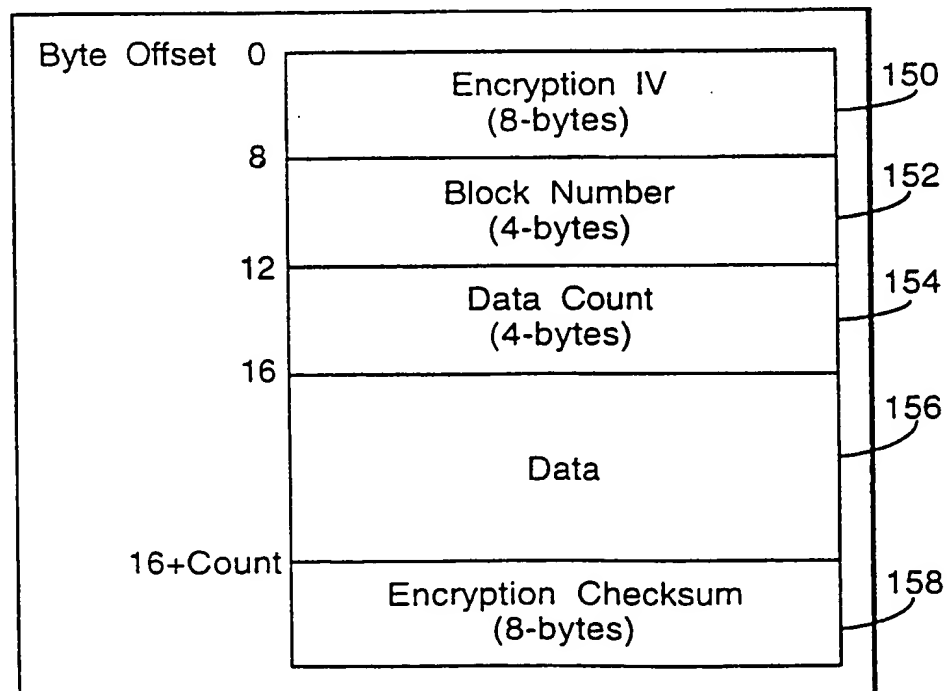 Byte Offset 0
Encryption IV
(8-bytes)
150
8
Block Number
(4-bytes)
152
12
Data Count
(4-bytes)
154
16
Data
156
16+Count
Encryption Checksum
(8-bytes)
158